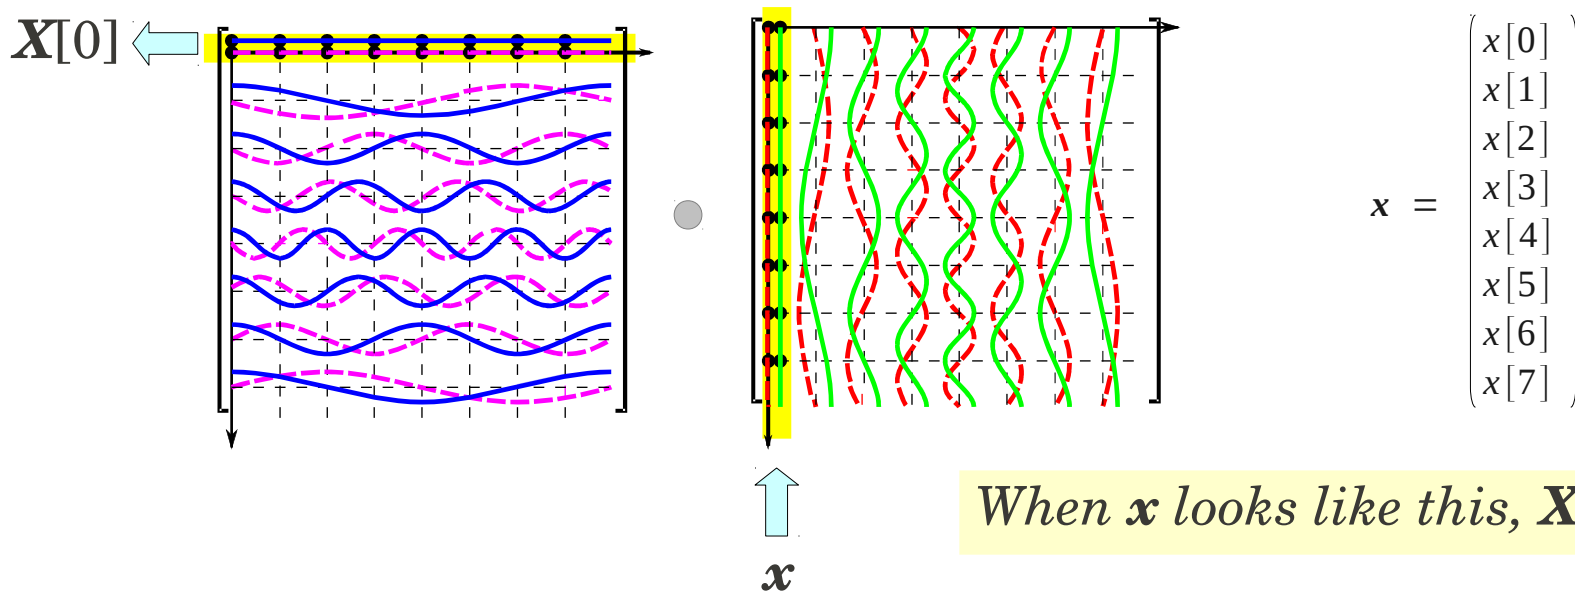 X[0]
x =
x[0]
x[1]
x[2]
x[3]
x[4]
x[5]
x[6]
x[7]
When x looks like this, X
x